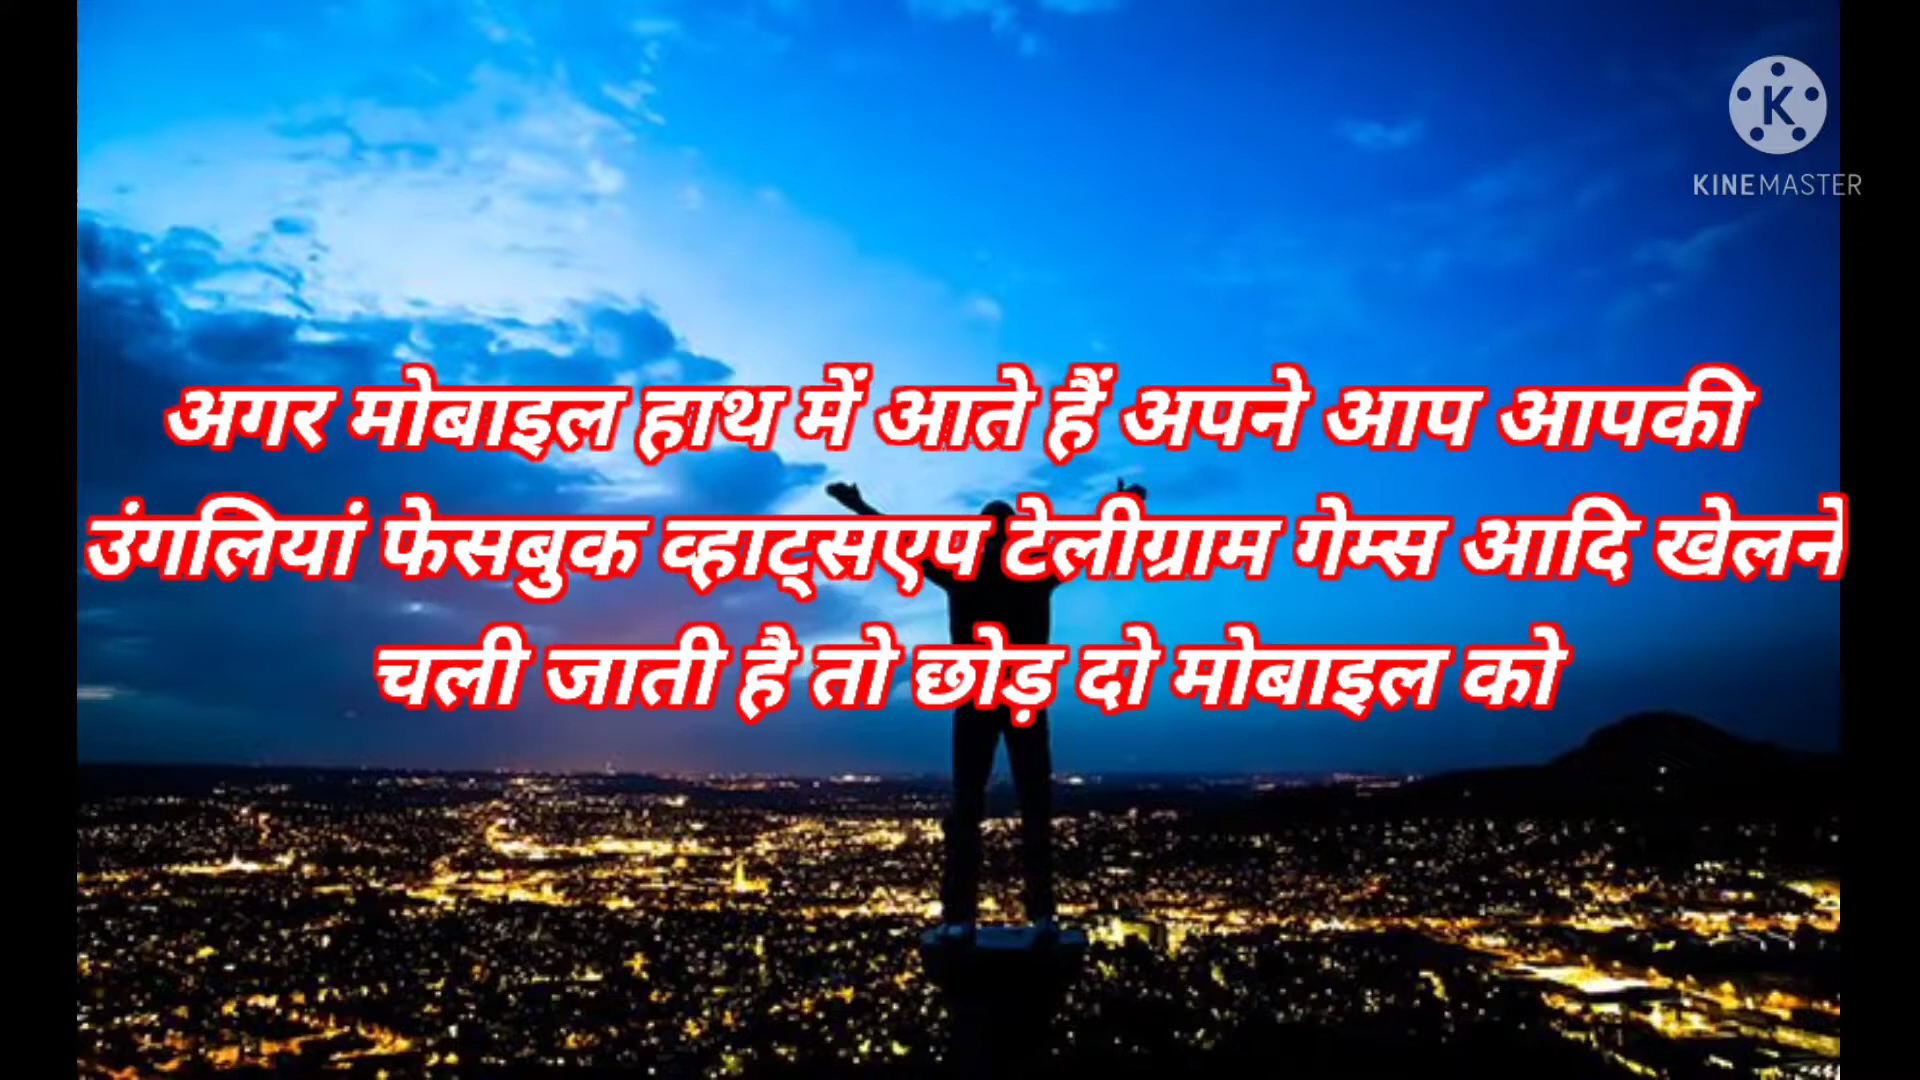 K
KINEMASTER
अगर मोबाइल हाथ में आते हैं अपने आप आपकी
उंगलियां फेसबुक व्हाट्सएप टेलीग्राम गेम्स आदि खेलने
चली जाती है तो छोड़ दो मोबाइल को